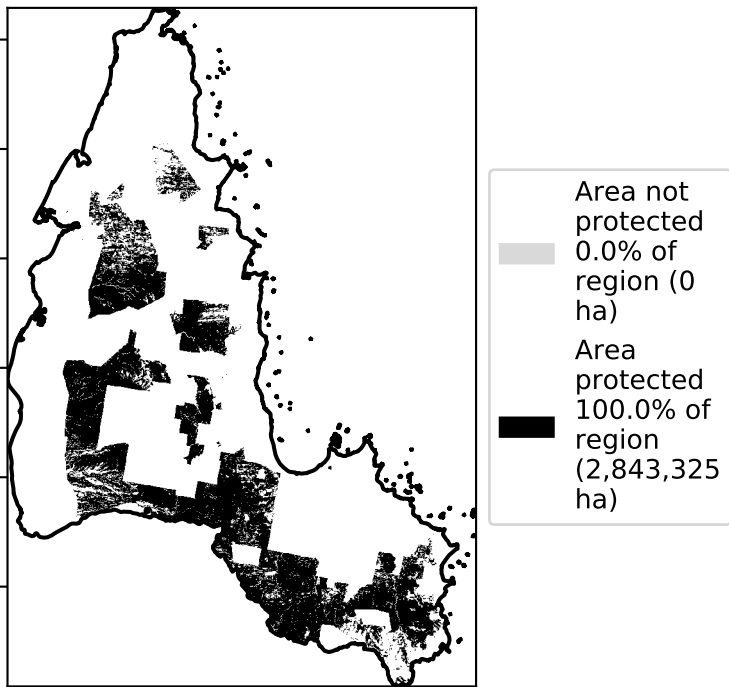 Area not
protected
0.0% of
region (0
ha)
Area
protected
100.0% of
region
(2,843,325
ha)